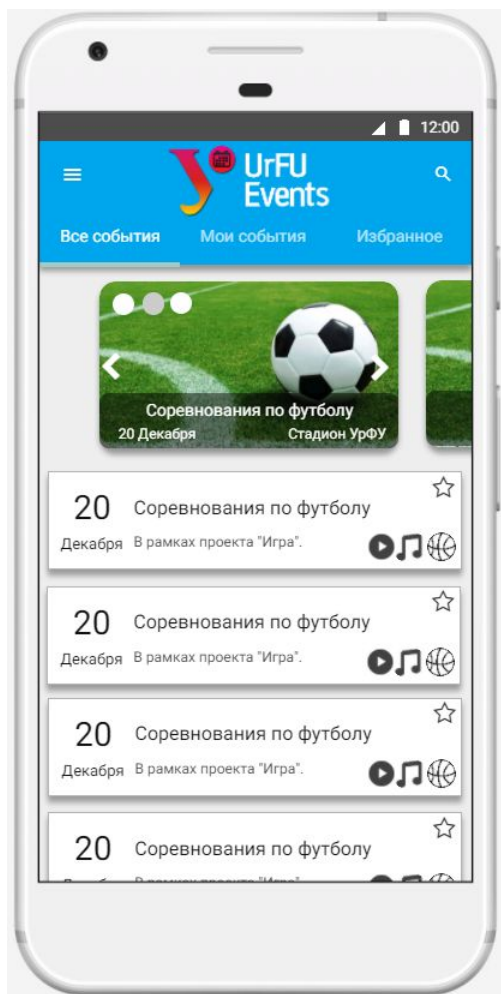 12:00
UrFU
Events
Все события Мои события Избранное
Соревнования по футболу
20 Декабря Стадион УрФУ
20 Соревнования по футболу
Декабря В рамках проекта "Игра".
20 Соревнования по футболу
Декабря В рамках проекта "Игра".
20 Соревнования по футболу
Декабря В рамках проекта "Игра".
20 Соревнования по футболу